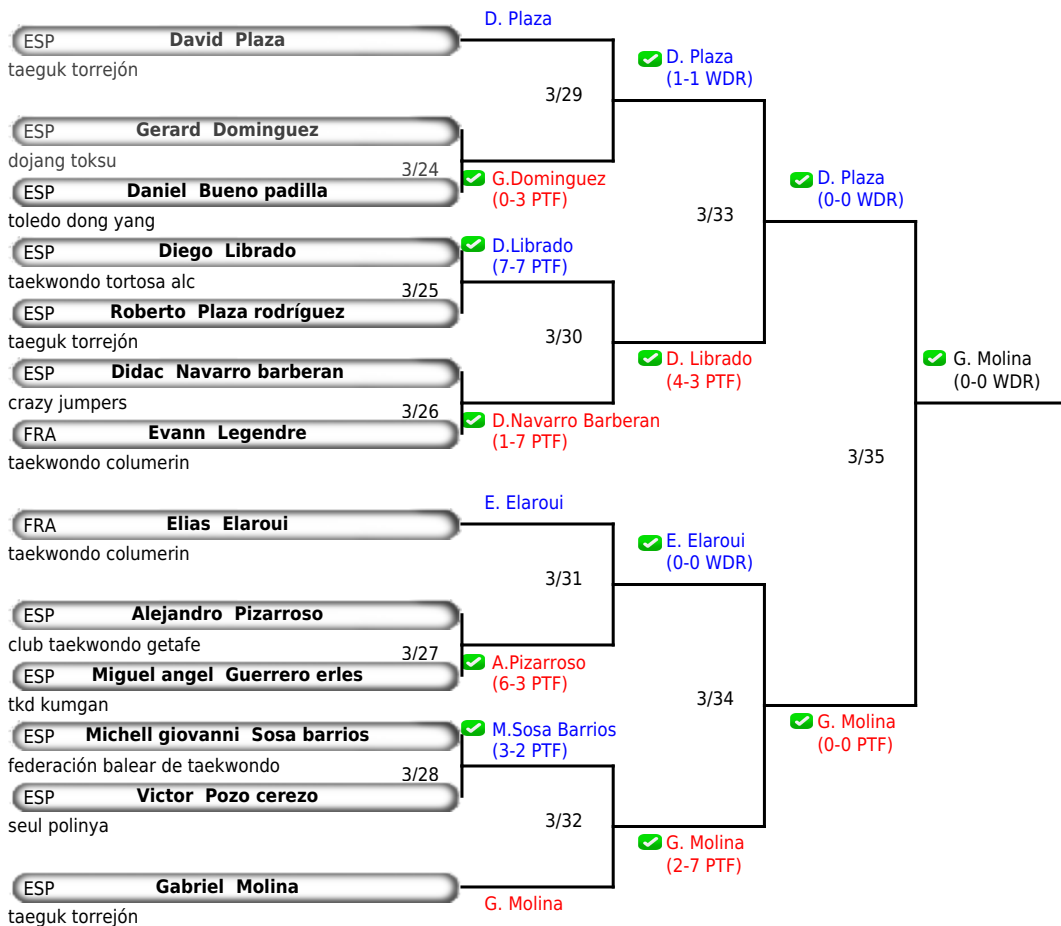 D. Plaza
ESP David Plaza
taeguk torrejón
D. Plaza
(1-1 WDR)
3/29
ESP Gerard Dominguez
dojang toksu
3/24
G.Dominguez
(0-3 PTF)
ESP Daniel Bueno padilla
toledo dong yang
D. Plaza
(0-0 WDR)
3/33
ESP Diego Librado
taekwondo tortosa alc
D.Librado
(7-7 PTF)
3/25
ESP Roberto Plaza rodríguez
taeguk torrejón
3/30
D. Librado
(4-3 PTF)
ESP Didac Navarro barberan
crazy jumpers
3/26
D.Navarro Barberan
(1-7 PTF)
FRA Evann Legendre
taekwondo columerin
G. Molina
(0-0 WDR)
3/35
E. Elaroui
FRA Elias Elaroui
taekwondo columerin
E. Elaroui
(0-0 WDR)
3/31
ESP Alejandro Pizarroso
club taekwondo getafe
3/27
A.Pizarroso
(6-3 PTF)
ESP Miguel angel Guerrero erles
tkd kumgan
3/34
G. Molina
(0-0 PTF)
ESP Michell giovanni Sosa barrios
federación balear de taekwondo
M.Sosa Barrios
(3-2 PTF)
3/28
ESP Victor Pozo cerezo
seul polinya
3/32
G. Molina
(2-7 PTF)
ESP Gabriel Molina
taeguk torrejón
G. Molina